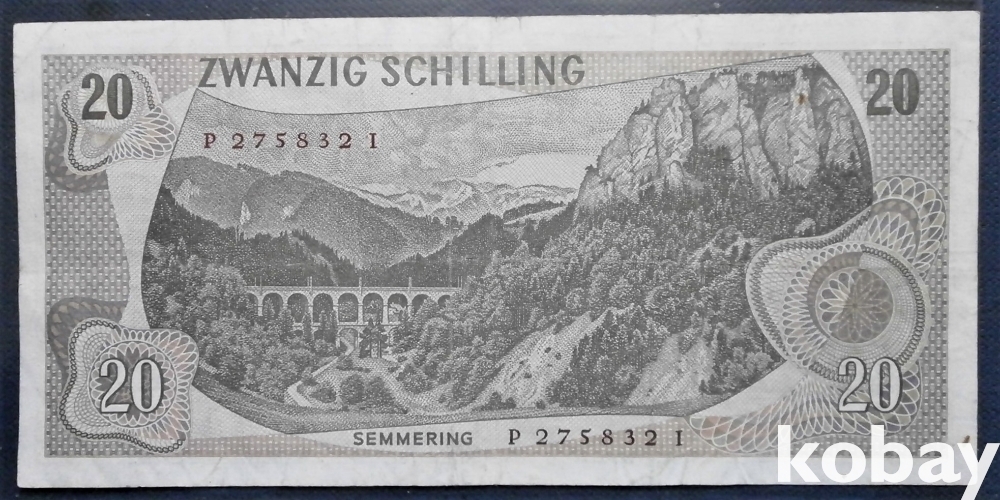 20 ZWANZIG SCHILLING 20
P 275832 I
20 20
SEMMERING P 275832 I
kobay